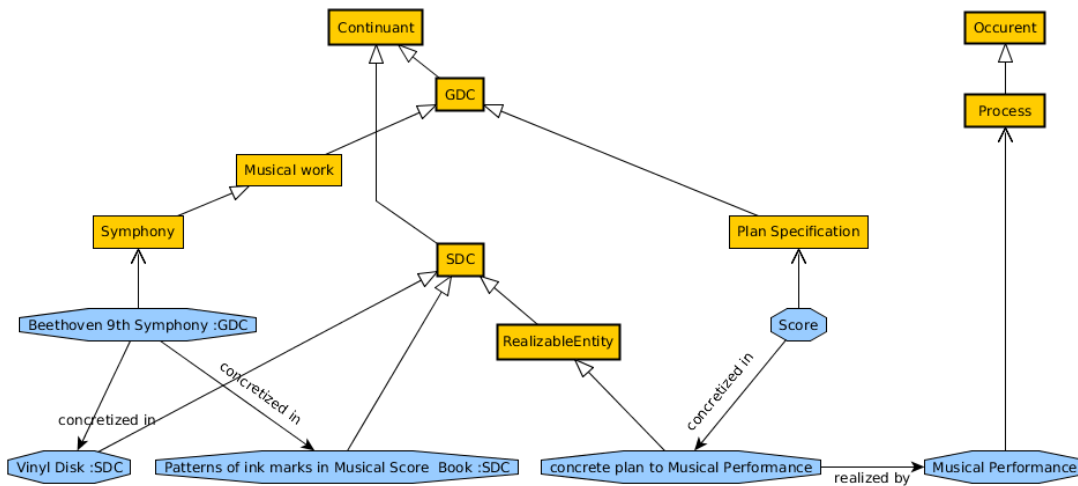 Continuant
Occurent
GDC
Process
Musical work
Symphony
Plan Specification
SDC
Beethoven 9th Symphony :GDC
Score
RealizableEntity
concretized in
concretized in
concretized in
Vinyl Disk :SDC
Patterns of ink marks in Musical Score Book :SDC
concrete plan to Musical Performance
realized by
Musical Performance